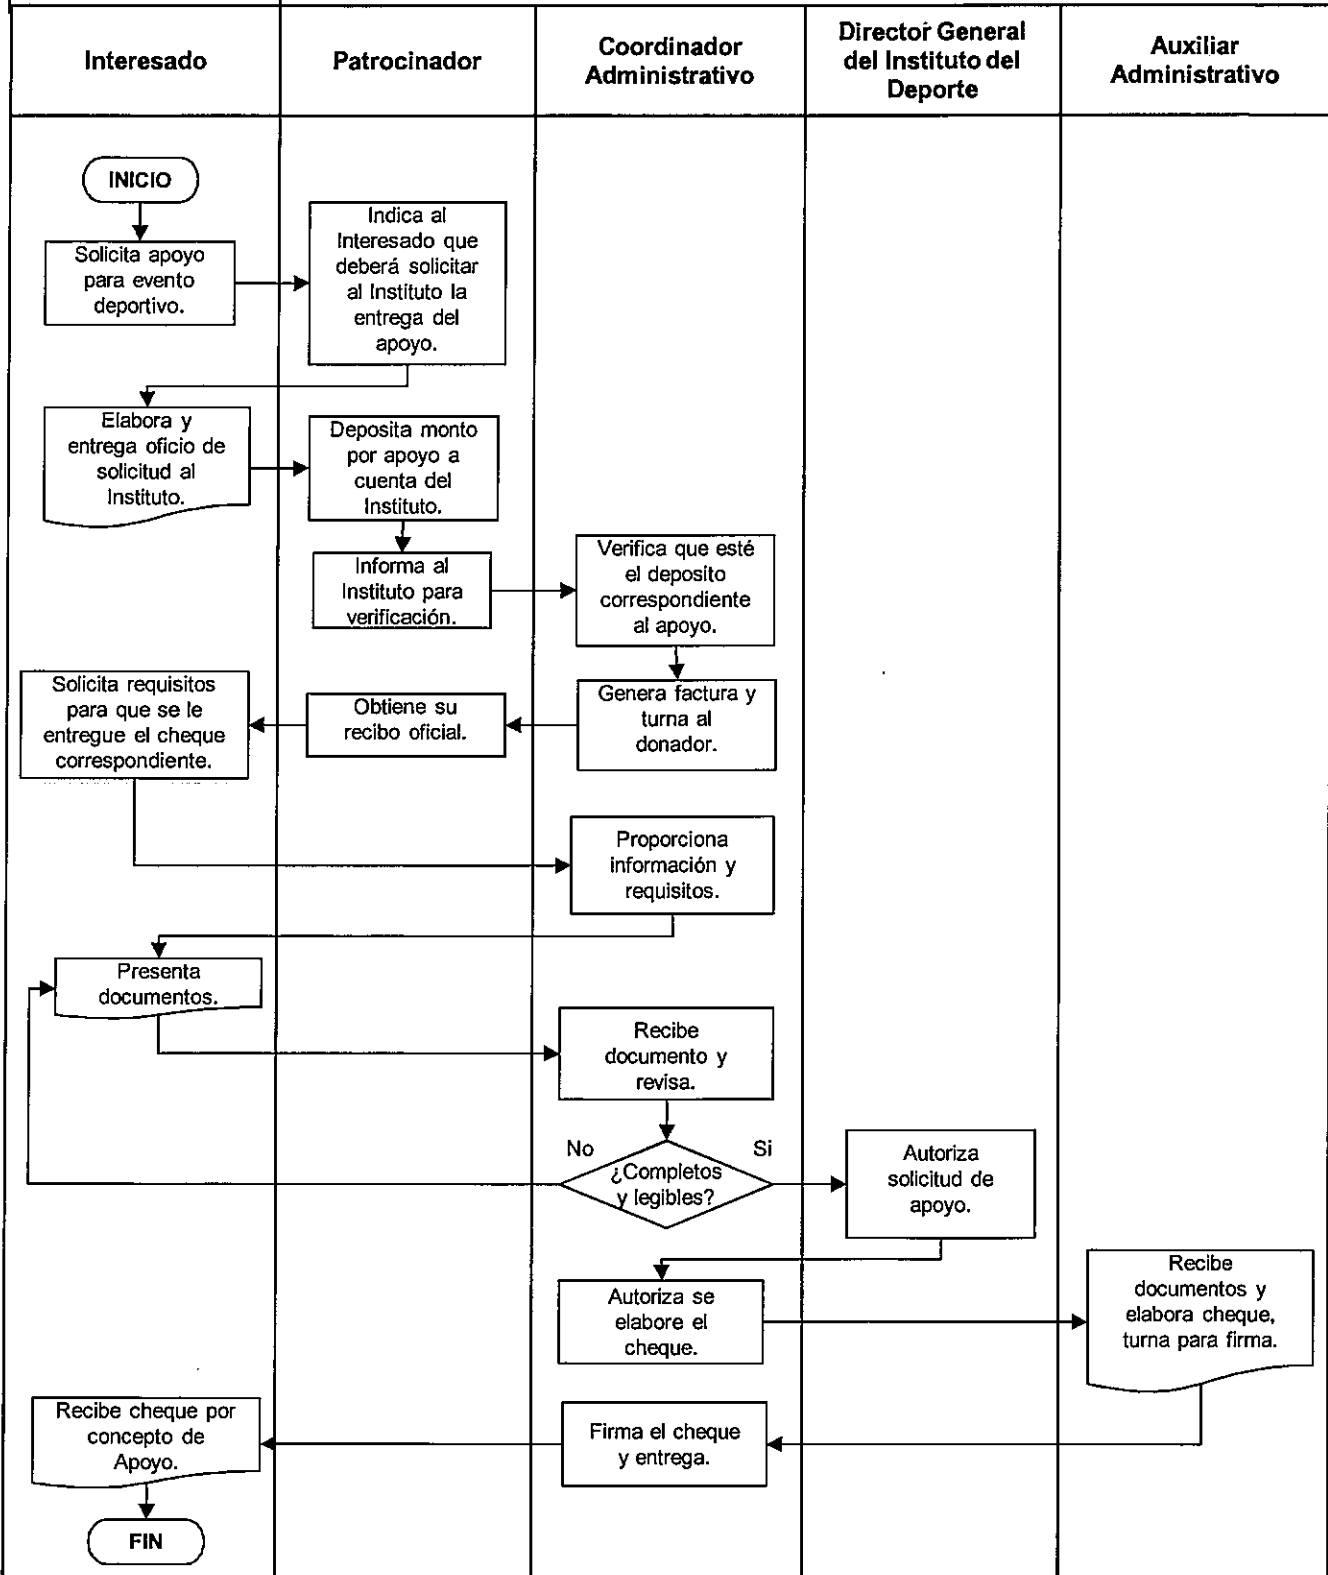 Interesado
Patrocinador
Coordinador
Administrativo
Director General
del Instituto del
Deporte
Auxiliar
Administrativo
INICIO
Solicita apoyo
para evento
deportivo.
Indica al
Interesado que
deberá solicitar
al Instituto la
entrega del
apoyo.
Elabora y
entrega oficio de
solicitud al
Instituto.
Deposita monto
por apoyo a
cuenta del
Instituto.
Informa al
Instituto para
verificación.
Verifica que esté
el deposito
correspondiente
al apoyo.
Genera factura y
turna al
donador.
Obtiene su
recibo oficial.
Solicita requisitos
para que se le
entregue el cheque
correspondiente.
Proporciona
información y
requisitos.
Presenta
documentos.
Recibe
documento y
revisa.
No
Si
¿Completos
y legibles?
Autoriza
solicitud de
apoyo.
Autoriza se
elabore el
cheque.
Recibe
documentos y
elabora cheque,
turna para firma.
Firma el cheque
y entrega.
Recibe cheque por
concepto de
Apoyo.
FIN